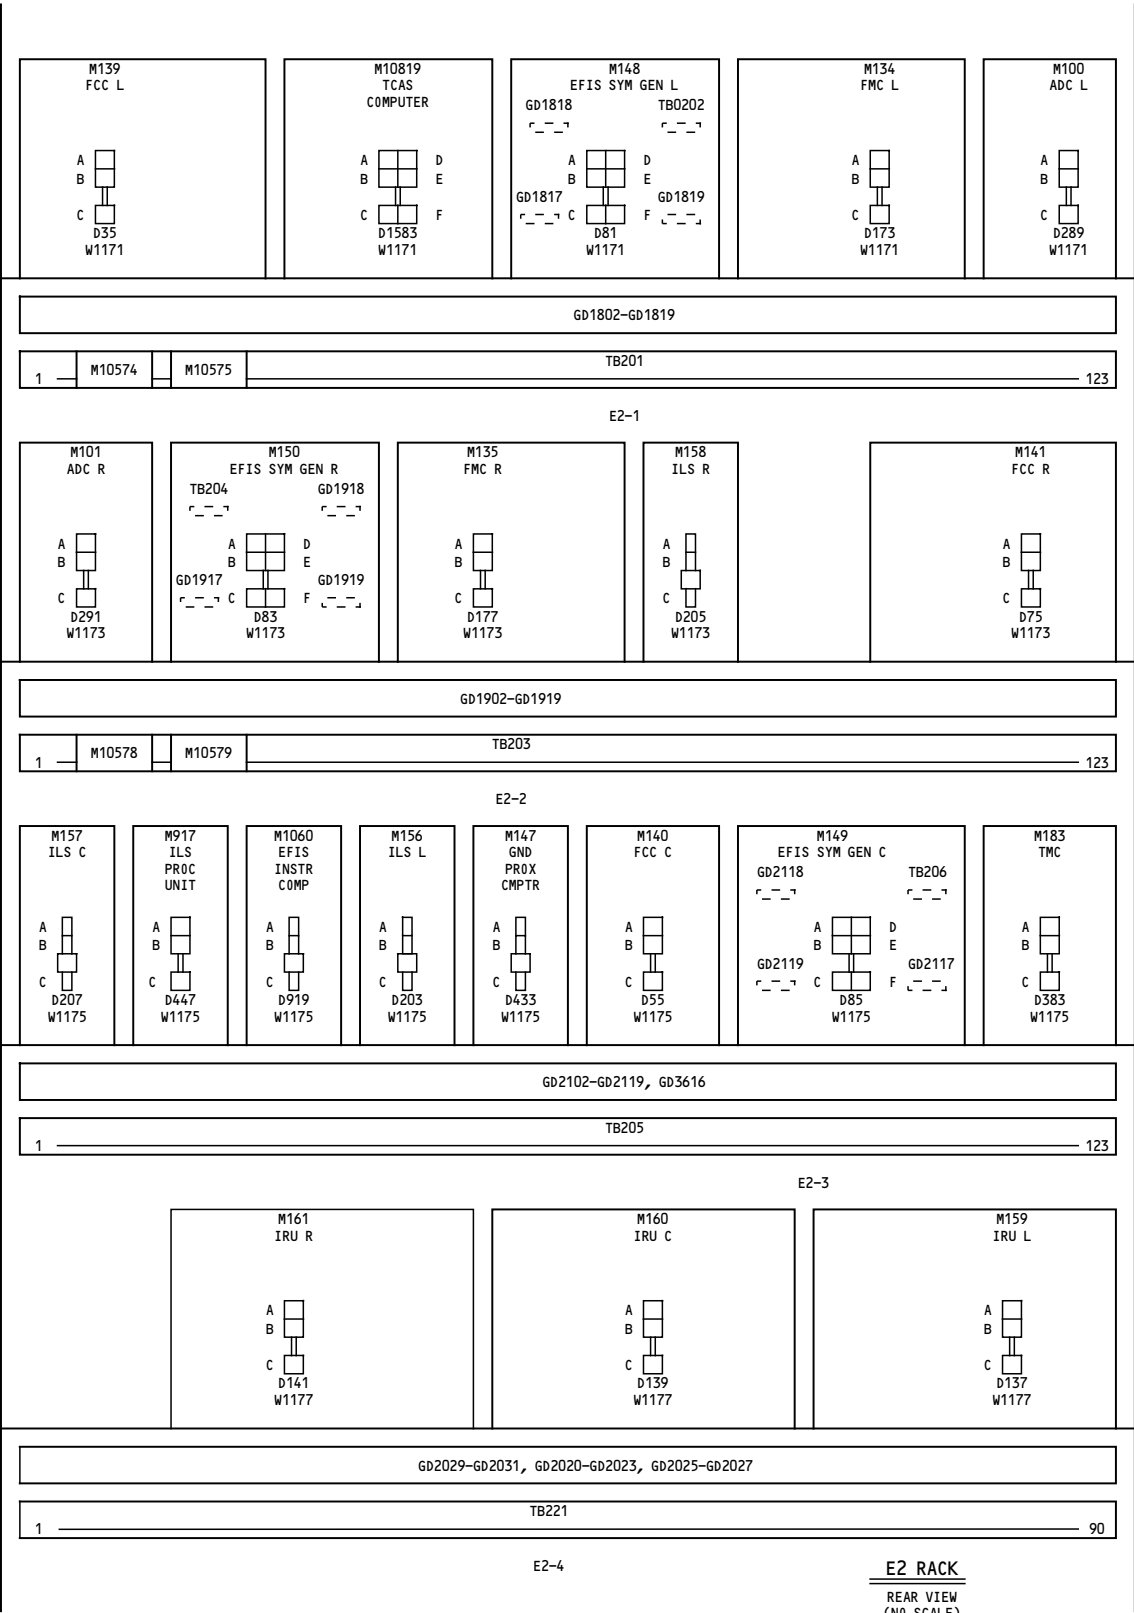 M139
FCC L
A
B
C
D35
W1171
M10819
TCAS
COMPUTER
A D
B E
C F
D1583
W1171
M148
EFIS SYM GEN L
GD1818 TB0202
A D
B E
GD1817 GD1819
C F
D81
W1171
M134
FMC L
A
B
C
D173
W1171
M100
ADC L
A
B
C
D289
W1171
GD1802-GD1819
TB201
1 M10574 M10575 123
E2-1
M101
ADC R
A
B
C
D291
W1173
M150
EFIS SYM GEN R
TB204 GD1918
A D
B E
GD1917 GD1919
C F
D83
W1173
M135
FMC R
A
B
C
D177
W1173
M158
ILS R
A
B
C
D205
W1173
M141
FCC R
A
B
C
D75
W1173
GD1902-GD1919
TB203
1 M10578 M10579 123
E2-2
M157
ILS C
A
B
C
D207
W1175
M917
ILS
PROC
UNIT
A
B
C
D447
W1175
M1060
EFIS
INSTR
COMP
A
B
C
D919
W1175
M156
ILS L
A
B
C
D203
W1175
M147
GND
PROX
CMPTR
A
B
C
D433
W1175
M140
FCC C
A
B
C
D55
W1175
M149
EFIS SYM GEN C
GD2118 TB206
A D
B E
GD2119 GD2117
C F
D85
W1175
M183
TMC
A
B
C
D383
W1175
GD2102-GD2119, GD3616
TB205
1 123
E2-3
M161
IRU R
A
B
C
D141
W1177
M160
IRU C
A
B
C
D139
W1177
M159
IRU L
A
B
C
D137
W1177
GD2029-GD2031, GD2020-GD2023, GD2025-GD2027
TB221
1 90
E2-4
E2 RACK
REAR VIEW
(NO SCALE)